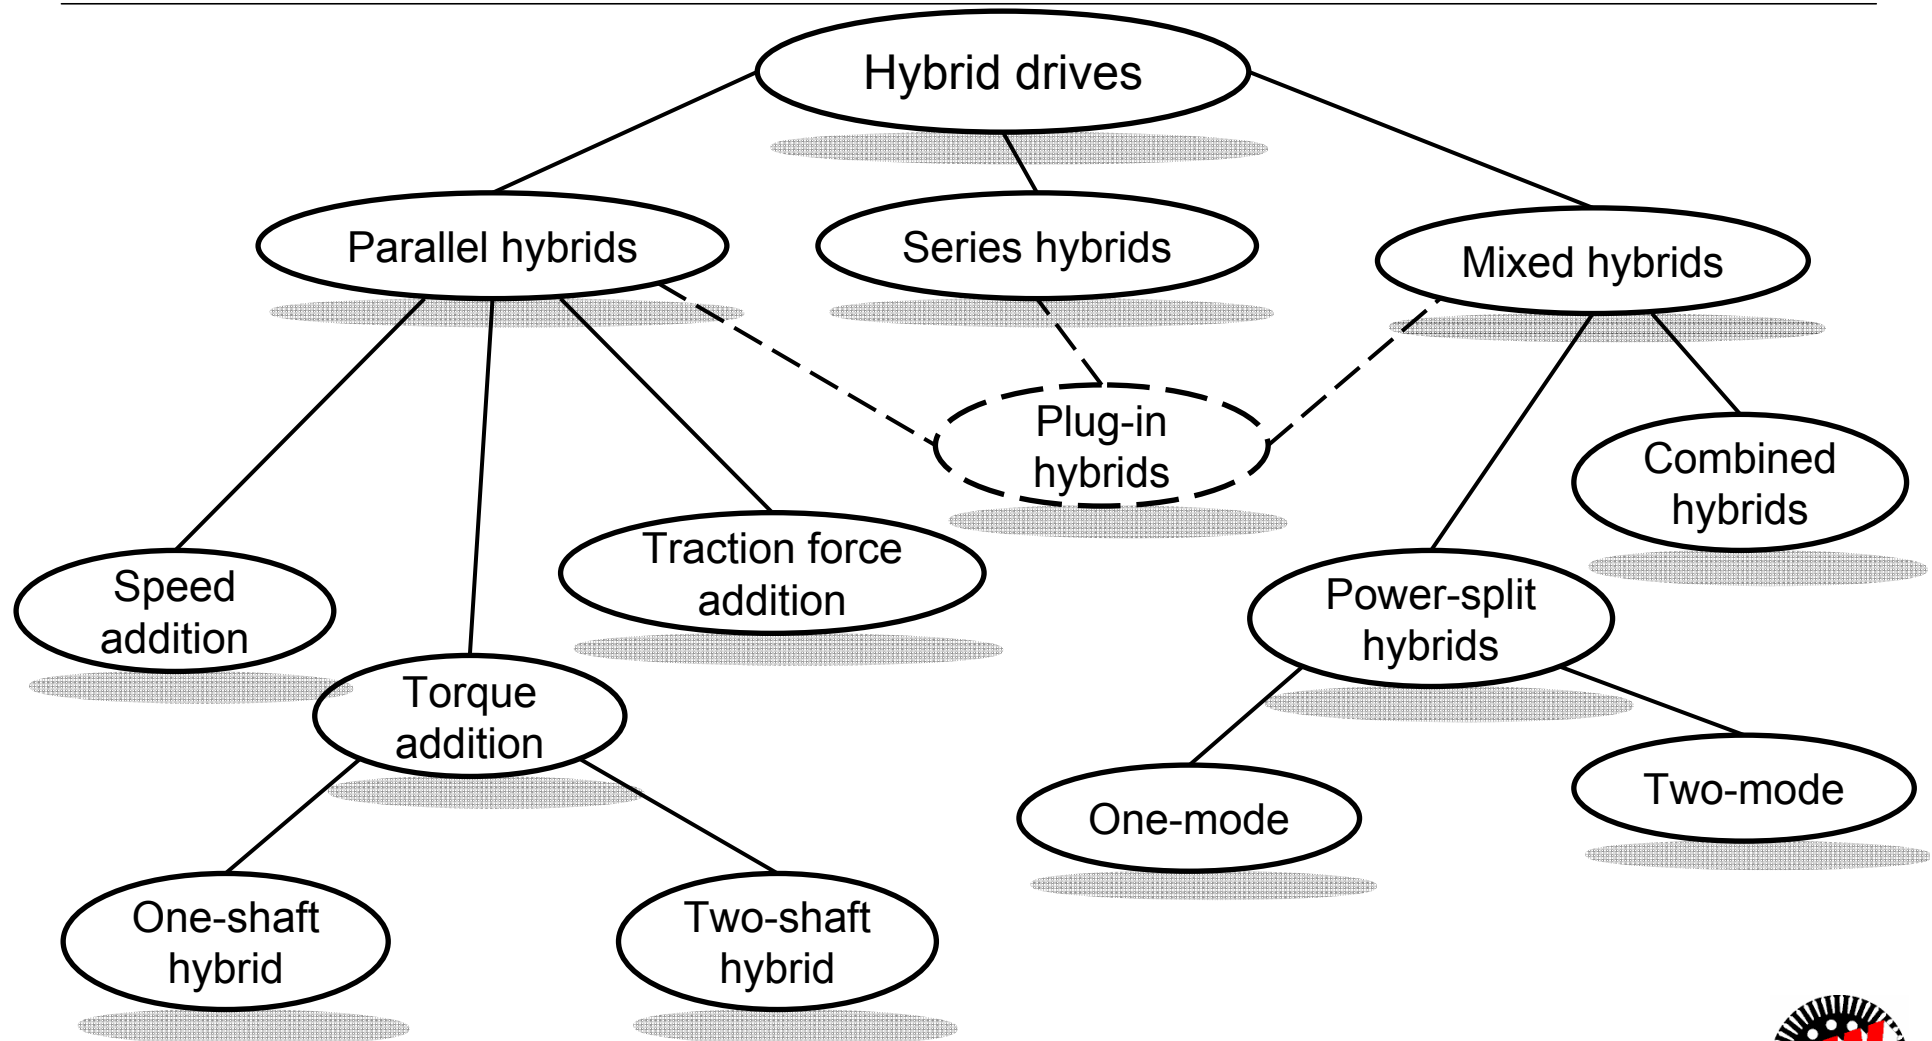 Hybrid drives
Parallel hybrids
Series hybrids
Mixed hybrids
Plug-in
hybrids
Combined
hybrids
Speed
addition
Traction force
addition
Power-split
hybrids
Torque
addition
One-mode
Two-mode
One-shaft
hybrid
Two-shaft
hybrid